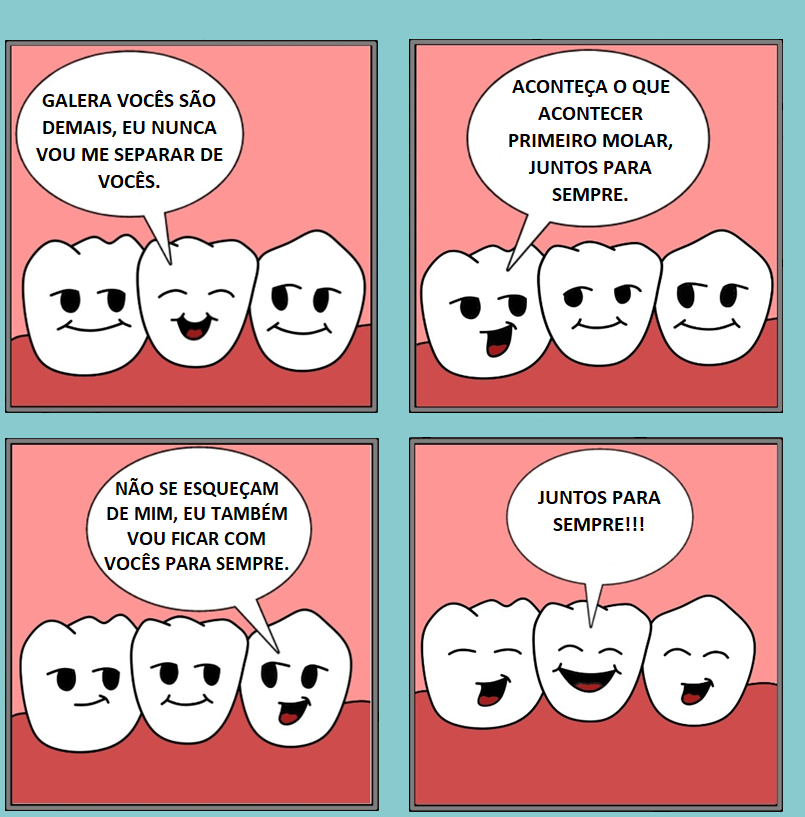 GALERA VOCÊS SÃO
DEMAIS, EU NUNCA
VOU ME SEPARAR DE
VOCÊS.
ACONTEÇA O QUE
ACONTECER
PRIMEIRO MOLAR,
JUNTOS PARA
SEMPRE.
NÃO SE ESQUEÇAM
DE MIM, EU TAMBÉM
VOU FICAR COM
VOCÊS PARA SEMPRE.
JUNTOS PARA
SEMPRE!!!